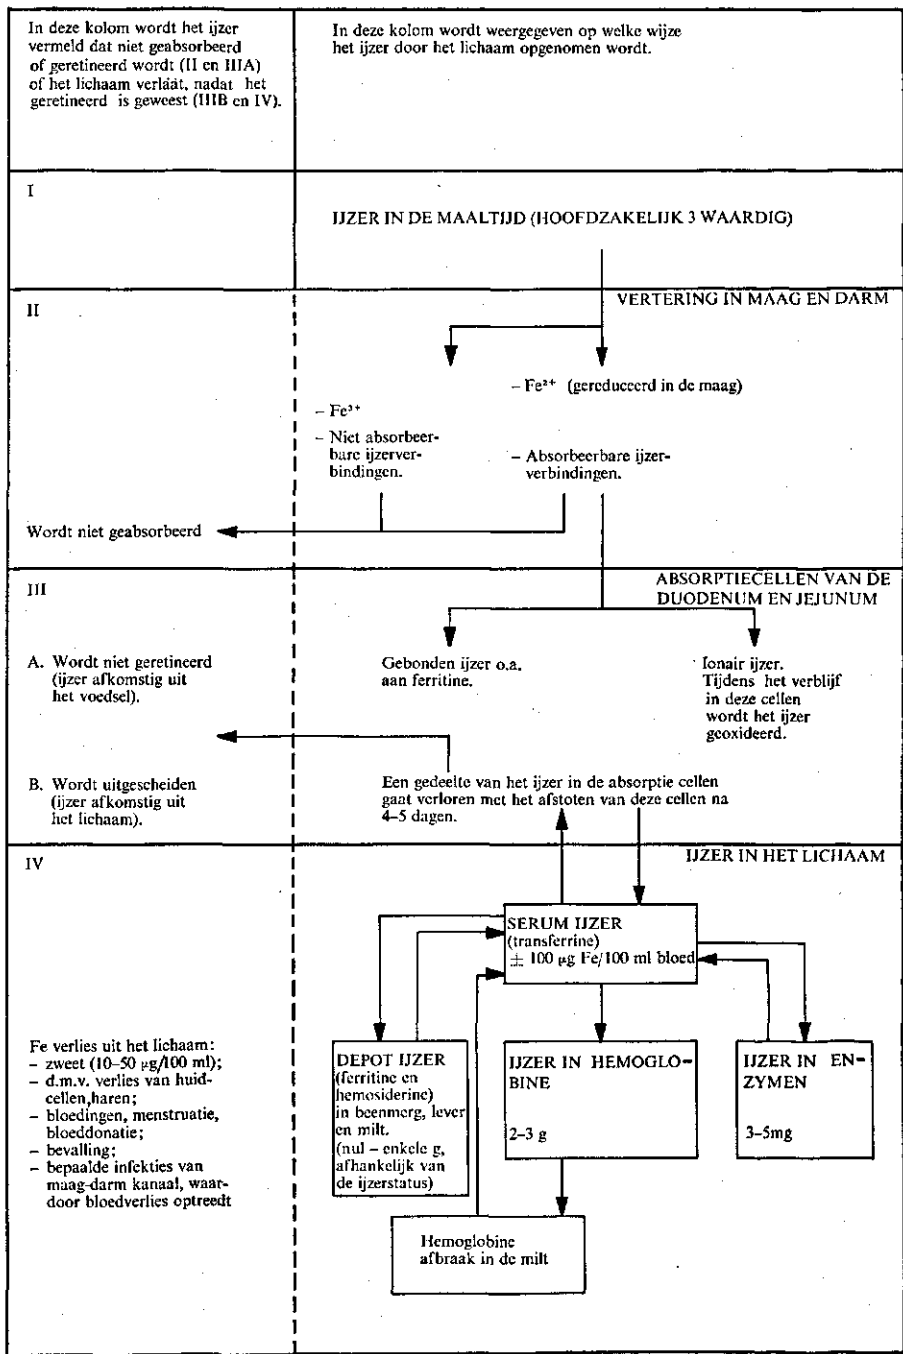 In deze kolom wordt het ijzer
vermeld dat niet geabsorbeerd
of geretineerd wordt (II en IIIA)
of het lichaam verlaat, nadat het
geretineerd is geweest (IIIB en IV).
In deze kolom wordt weergegeven op welke wijze
het ijzer door het lichaam opgenomen wordt.
I
IJZER IN DE MAALTIJD (HOOFDZAKELIJK 3 WAARDIG)
II
VERTERING IN MAAG EN DARM
– Fe²⁺ (gereduceerd in de maag)
– Fe³⁺
– Niet absorbeer-
bare ijzerver-
bindingen.
– Absorbeerbare ijzer-
verbindingen.
Wordt niet geabsorbeerd
III
ABSORPTIECELLEN VAN DE
DUODENUM EN JEJUNUM
A. Wordt niet geretineerd
(ijzer afkomstig uit
het voedsel).
Gebonden ijzer o.a.
aan ferritine.
Ionair ijzer.
Tijdens het verblijf
in deze cellen
wordt het ijzer
geoxideerd.
B. Wordt uitgescheiden
(ijzer afkomstig uit
het lichaam).
Een gedeelte van het ijzer in de absorptie cellen
gaat verloren met het afstoten van deze cellen na
4–5 dagen.
IV
IJZER IN HET LICHAAM
SERUM IJZER
(transferrine)
± 100 µg Fe/100 ml bloed
Fe verlies uit het lichaam:
– zweet (10–50 µg/100 ml);
– d.m.v. verlies van huid-
cellen,haren;
– bloedingen, menstruatie,
bloeddonatie;
– bevalling;
– bepaalde infekties van
maag-darm kanaal, waar-
door bloedverlies optreedt
DEPOT IJZER
(ferritine en
hemosiderine)
in beenmerg, lever
en milt.
(nul – enkele g,
afhankelijk van
de ijzerstatus)
IJZER IN HEMOGLO-
BINE
2–3 g
IJZER IN EN-
ZYMEN
3–5mg
Hemoglobine
afbraak in de milt